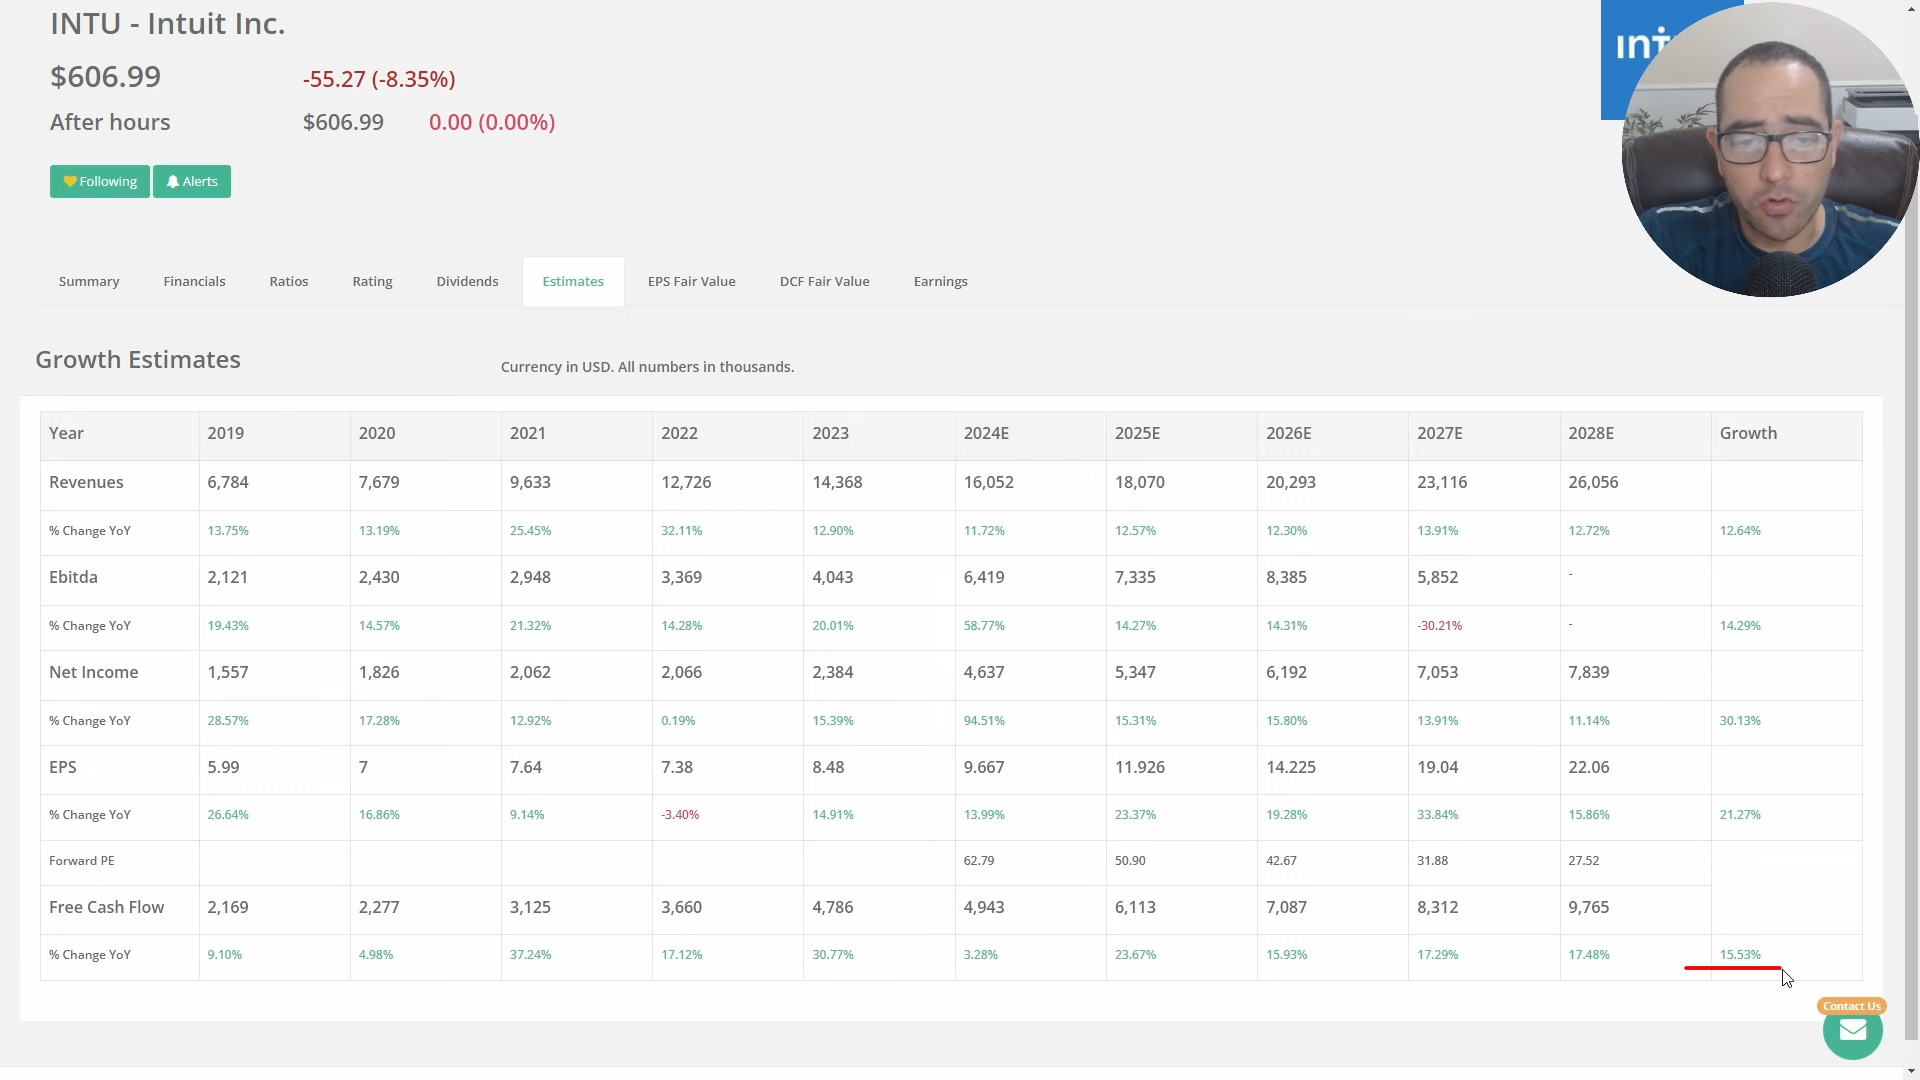 INTU - Intuit Inc.
$606.99 -55.27 (-8.35%)
After hours $606.99 0.00 (0.00%)
Following Alerts
Summary Financials Ratios Rating Dividends Estimates EPS Fair Value DCF Fair Value Earnings
Growth Estimates Currency in USD. All numbers in thousands.
Year 2019 2020 2021 2022 2023 2024E 2025E 2026E 2027E 2028E Growth
Revenues 6,784 7,679 9,633 12,726 14,368 16,052 18,070 20,293 23,116 26,056
% Change YoY 13.75% 13.19% 25.45% 32.11% 12.90% 11.72% 12.57% 12.30% 13.91% 12.72% 12.64%
Ebitda 2,121 2,430 2,948 3,369 4,043 6,419 7,335 8,385 5,852 -
% Change YoY 19.43% 14.57% 21.32% 14.28% 20.01% 58.77% 14.27% 14.31% -30.21% - 14.29%
Net Income 1,557 1,826 2,062 2,066 2,384 4,637 5,347 6,192 7,053 7,839
% Change YoY 28.57% 17.28% 12.92% 0.19% 15.39% 94.51% 15.31% 15.80% 13.91% 11.14% 30.13%
EPS 5.99 7 7.64 7.38 8.48 9.667 11.926 14.225 19.04 22.06
% Change YoY 26.64% 16.86% 9.14% -3.40% 14.91% 13.99% 23.37% 19.28% 33.84% 15.86% 21.27%
Forward PE 62.79 50.90 42.67 31.88 27.52
Free Cash Flow 2,169 2,277 3,125 3,660 4,786 4,943 6,113 7,087 8,312 9,765
% Change YoY 9.10% 4.98% 37.24% 17.12% 30.77% 3.28% 23.67% 15.93% 17.29% 17.48% 15.53%
Contact Us